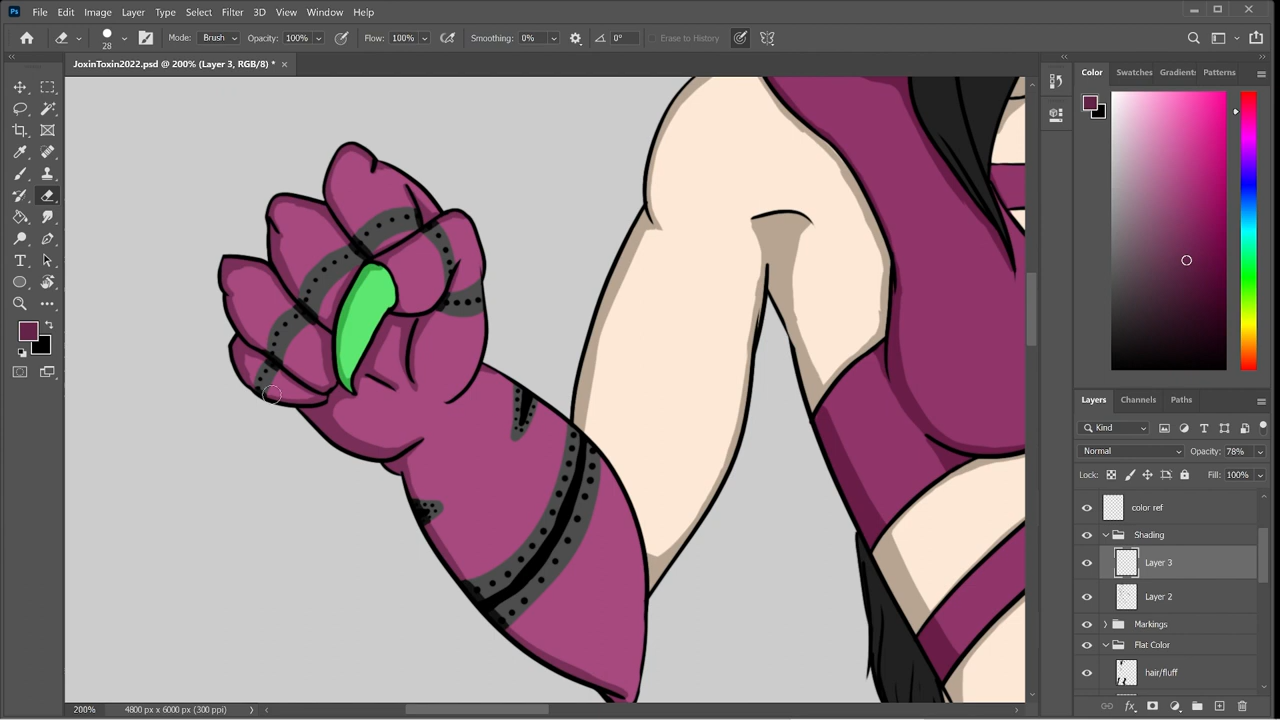 Ps File Edit Image Layer Type Select Filter 3D View Window Help
28 Mode: Brush Opacity: 100% Flow: 100% Smoothing: 0% 0° Erase to History
JoxinToxin2022.psd @ 200% (Layer 3, RGB/8) *
Color Swatches Gradient: Patterns
Layers Channels Paths
Kind
Normal Opacity: 78%
Lock: Fill: 100%
color ref
Shading
Layer 3
Layer 2
Markings
Flat Color
hair/fluff
fx
200% 4800 px x 6000 px (300 ppi)